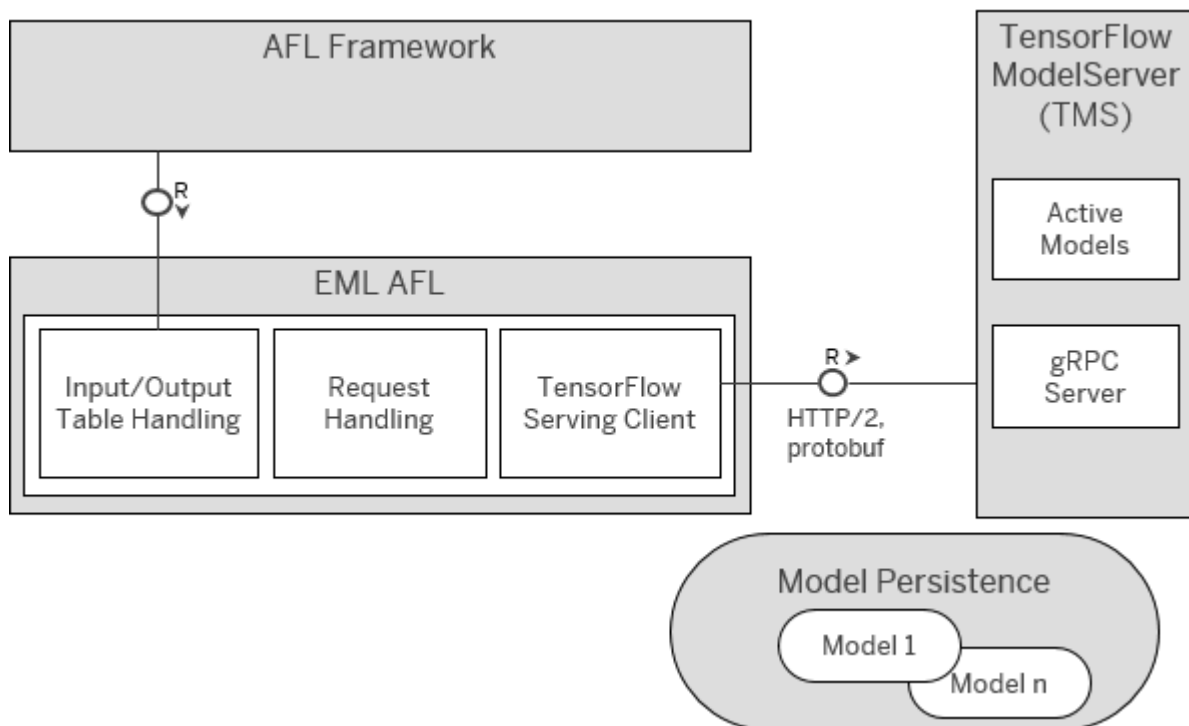 AFL Framework
TensorFlow
ModelServer
(TMS)
R
Active
Models
EML AFL
Input/Output
Table Handling
Request
Handling
TensorFlow
Serving Client
R
HTTP/2,
protobuf
gRPC
Server
Model Persistence
Model 1
Model n